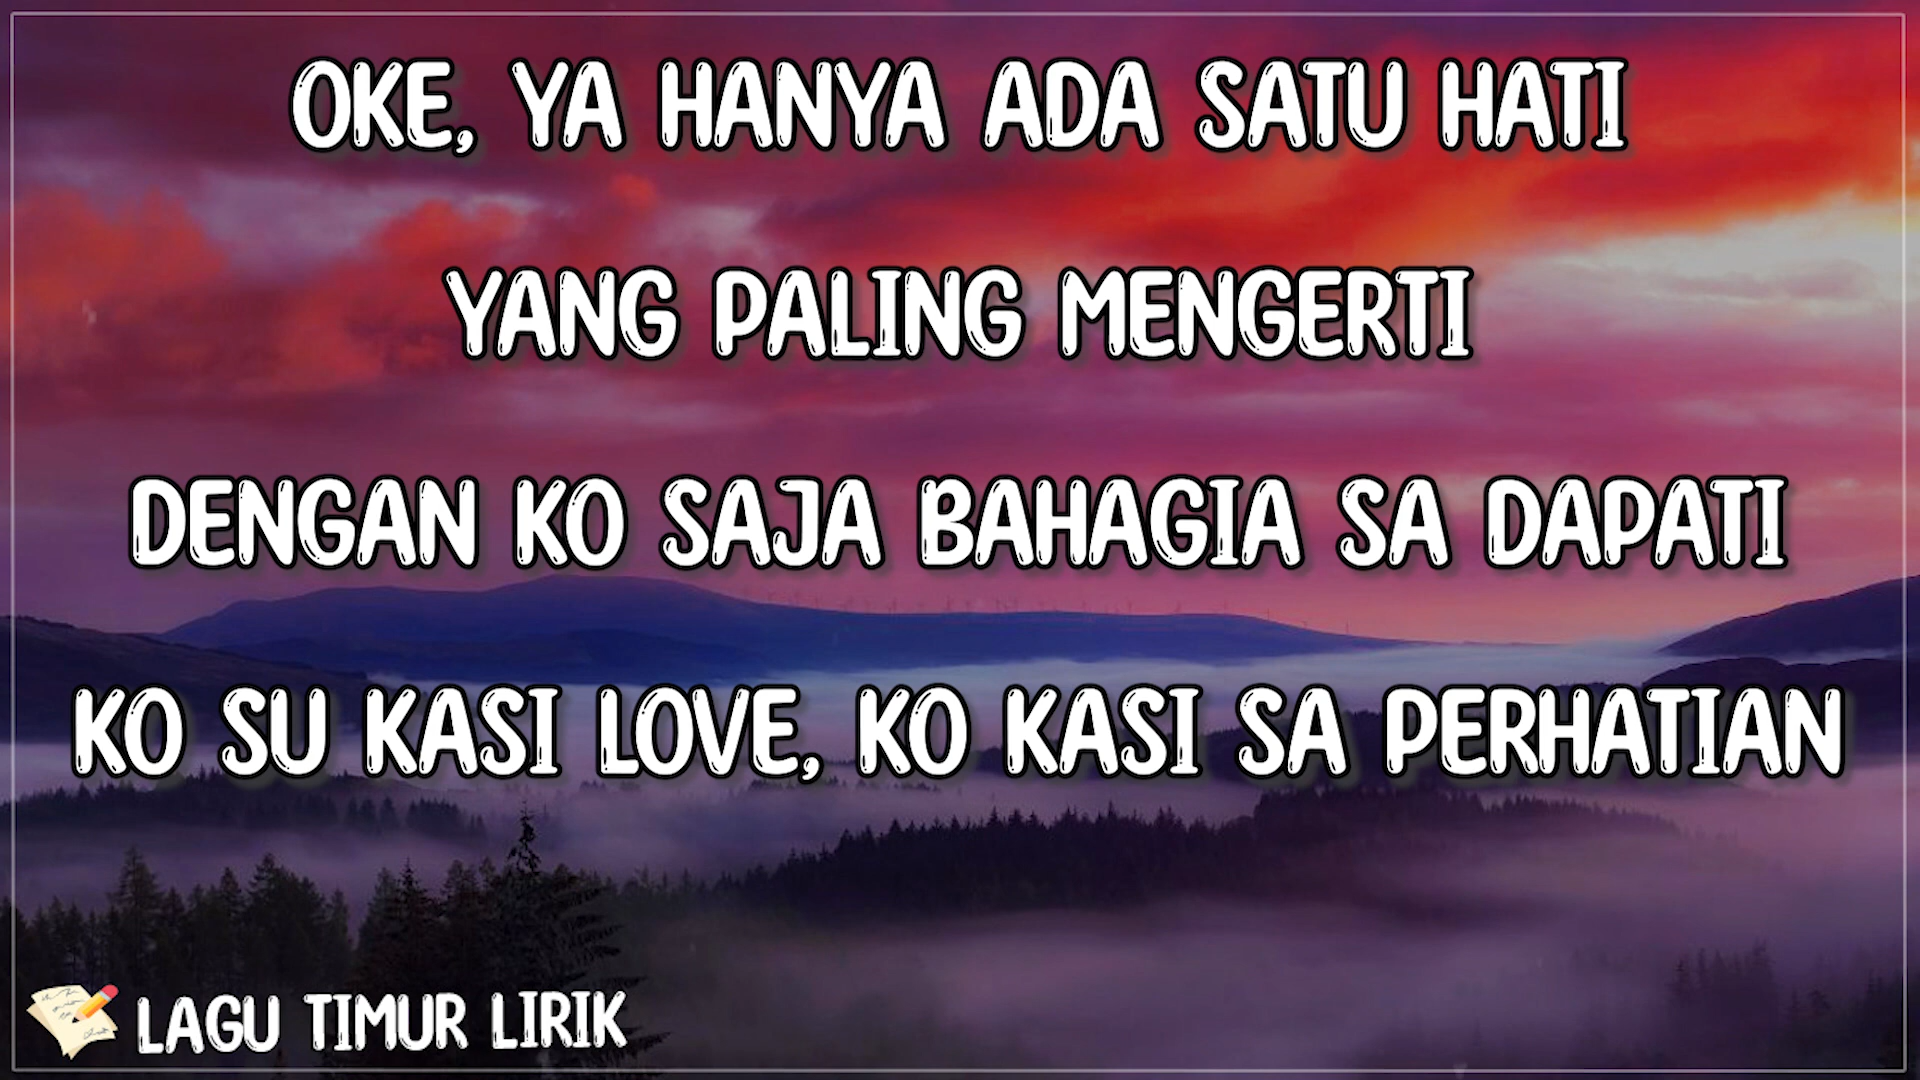 OKE, YA HANYA ADA SATU HATI
YANG PALING MENGERTI
DENGAN KO SAJA BAHAGIA SA DAPATI
KO SU KASI LOVE, KO KASI SA PERHATIAN
LAGU TIMUR LIRIK